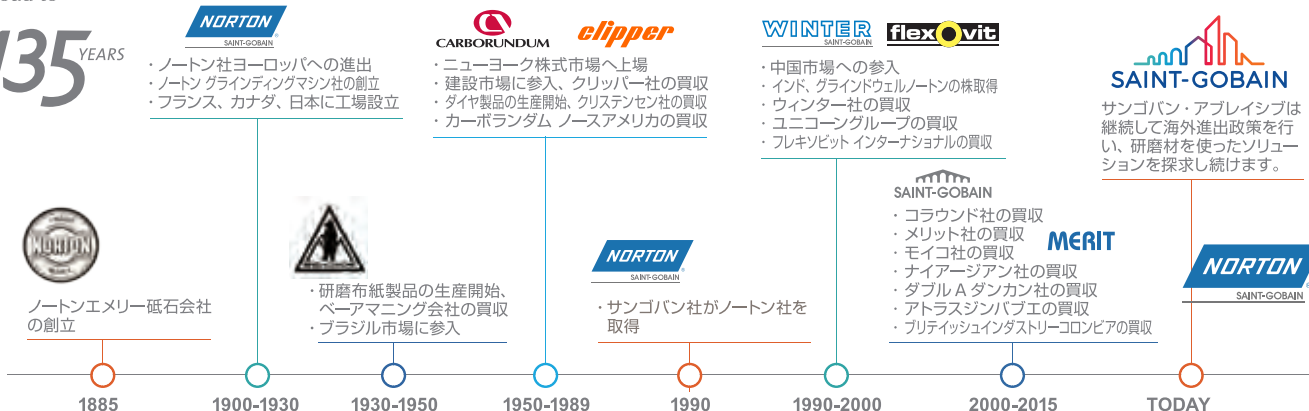 135 YEARS
NORTON
SAINT-GOBAIN
・ノートン社ヨーロッパへの進出
・ノートン グラインディングマシン社の創立
・フランス、カナダ、日本に工場設立
CARBORUNDUM
clipper
・ニューヨーク株式市場へ上場
・建設市場に参入、クリッパー社の買収
・ダイヤ製品の生産開始、クリステンセン社の買収
・カーボランダム ノースアメリカの買収
WINTER
SAINT-GOBAIN
flexovit
・中国市場への参入
・インド、グラインドウェルノートンの株取得
・ウィンター社の買収
・ユニコーングループの買収
・フレキソビット インターナショナルの買収
SAINT-GOBAIN
サンゴバン・アブレイシブは
継続して海外進出政策を行
い、研磨材を使ったソリュー
ションを探求し続けます。
NORTON
ノートンエメリー砥石会社
の創立
・研磨布紙製品の生産開始、
ベーアマニング会社の買収
・ブラジル市場に参入
NORTON
SAINT-GOBAIN
・サンゴバン社がノートン社を
取得
SAINT-GOBAIN
・コラウンド社の買収
・メリット社の買収
・モイコ社の買収
・ナイアージアン社の買収
・ダブル A ダンカン社の買収
・アトラスジンバブエの買収
・ブリティッシュインダストリーコロンビアの買収
MERIT
NORTON
SAINT-GOBAIN
1885
1900-1930
1930-1950
1950-1989
1990
1990-2000
2000-2015
TODAY